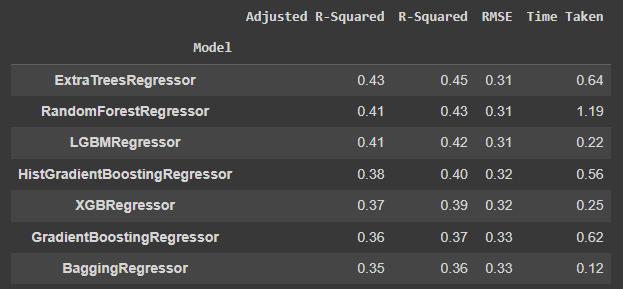 Adjusted R-Squared R-Squared RMSE Time Taken
Model
ExtraTreesRegressor 0.43 0.45 0.31 0.64
RandomForestRegressor 0.41 0.43 0.31 1.19
LGBMRegressor 0.41 0.42 0.31 0.22
HistGradientBoostingRegressor 0.38 0.40 0.32 0.56
XGBRegressor 0.37 0.39 0.32 0.25
GradientBoostingRegressor 0.36 0.37 0.33 0.62
BaggingRegressor 0.35 0.36 0.33 0.12